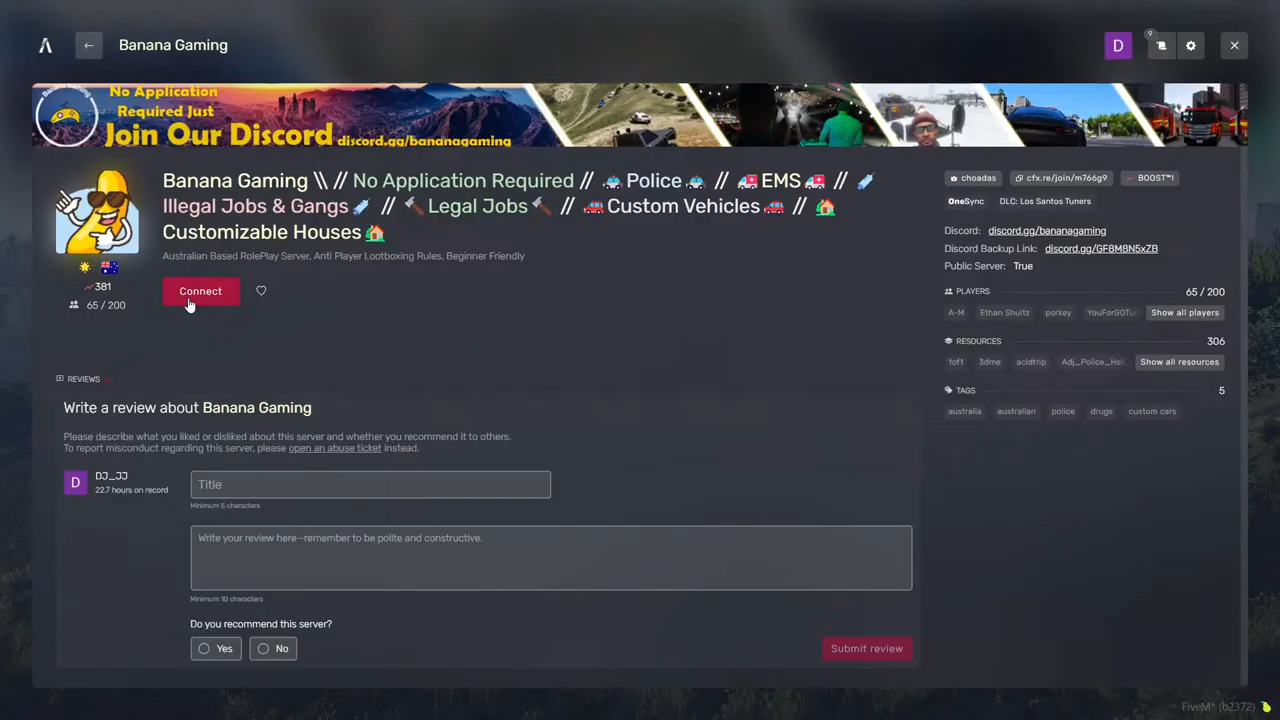 Banana Gaming
D
9
No Application
Required Just
Join Our Discord discord.gg/bananagaming
Banana Gaming \\ // No Application Required // Police // EMS //
Illegal Jobs & Gangs // Legal Jobs // Custom Vehicles //
Customizable Houses
Australian Based RolePlay Server, Anti Player Lootboxing Rules, Beginner Friendly
381
65 / 200
Connect
choadas
cfx.re/join/m766g9
BOOST™!
OneSync
DLC: Los Santos Tuners
Discord: discord.gg/bananagaming
Discord Backup Link: discord.gg/GF8M8N5xZB
Public Server: True
PLAYERS 65 / 200
A-M Ethan Shultz porkey Show all players
RESOURCES 306
1of1 3dme acidtrip Adj_Police_Hel.. Show all resources
TAGS 5
australia australian police drugs custom cars
REVIEWS
Write a review about Banana Gaming
Please describe what you liked or disliked about this server and whether you recommend it to others.
To report misconduct regarding this server, please open an abuse ticket instead.
D
DJ_JJ
22.7 hours on record
Title
Minimum 5 characters
Write your review here—remember to be polite and constructive.
Minimum 10 characters
Do you recommend this server?
Yes
No
Submit review
FiveM* (b2372)